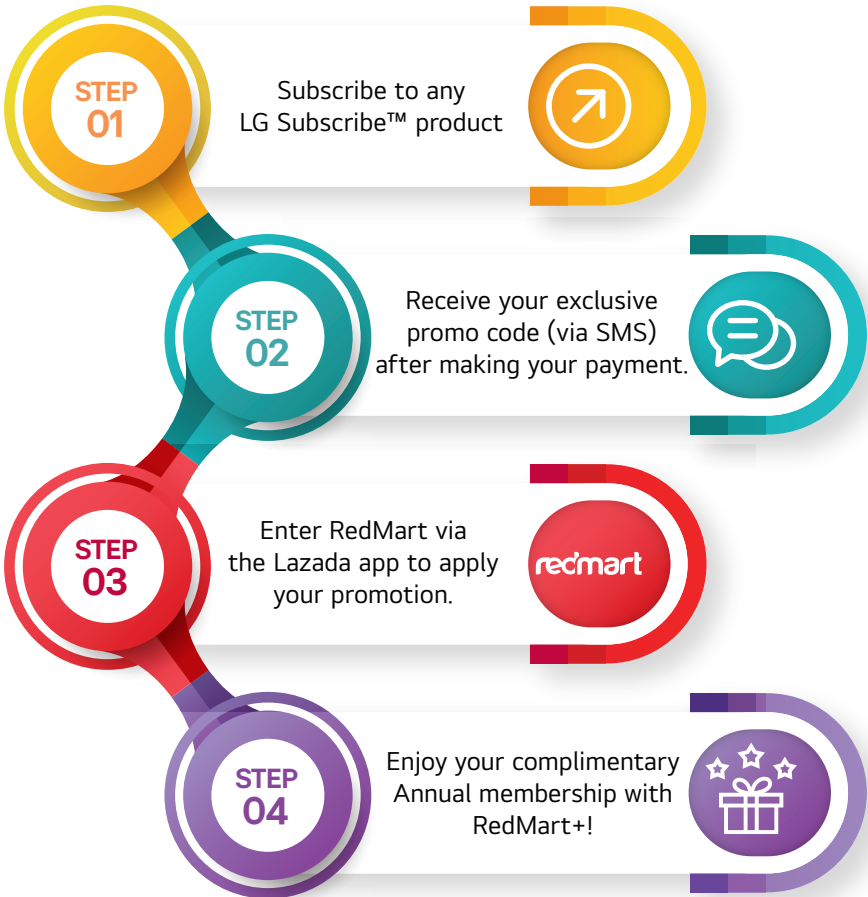 STEP
01
Subscribe to any
LG Subscribe™ product
STEP
02
Receive your exclusive
promo code (via SMS)
after making your payment.
STEP
03
Enter RedMart via
the Lazada app to apply
your promotion.
redmart
STEP
04
Enjoy your complimentary
Annual membership with
RedMart+!